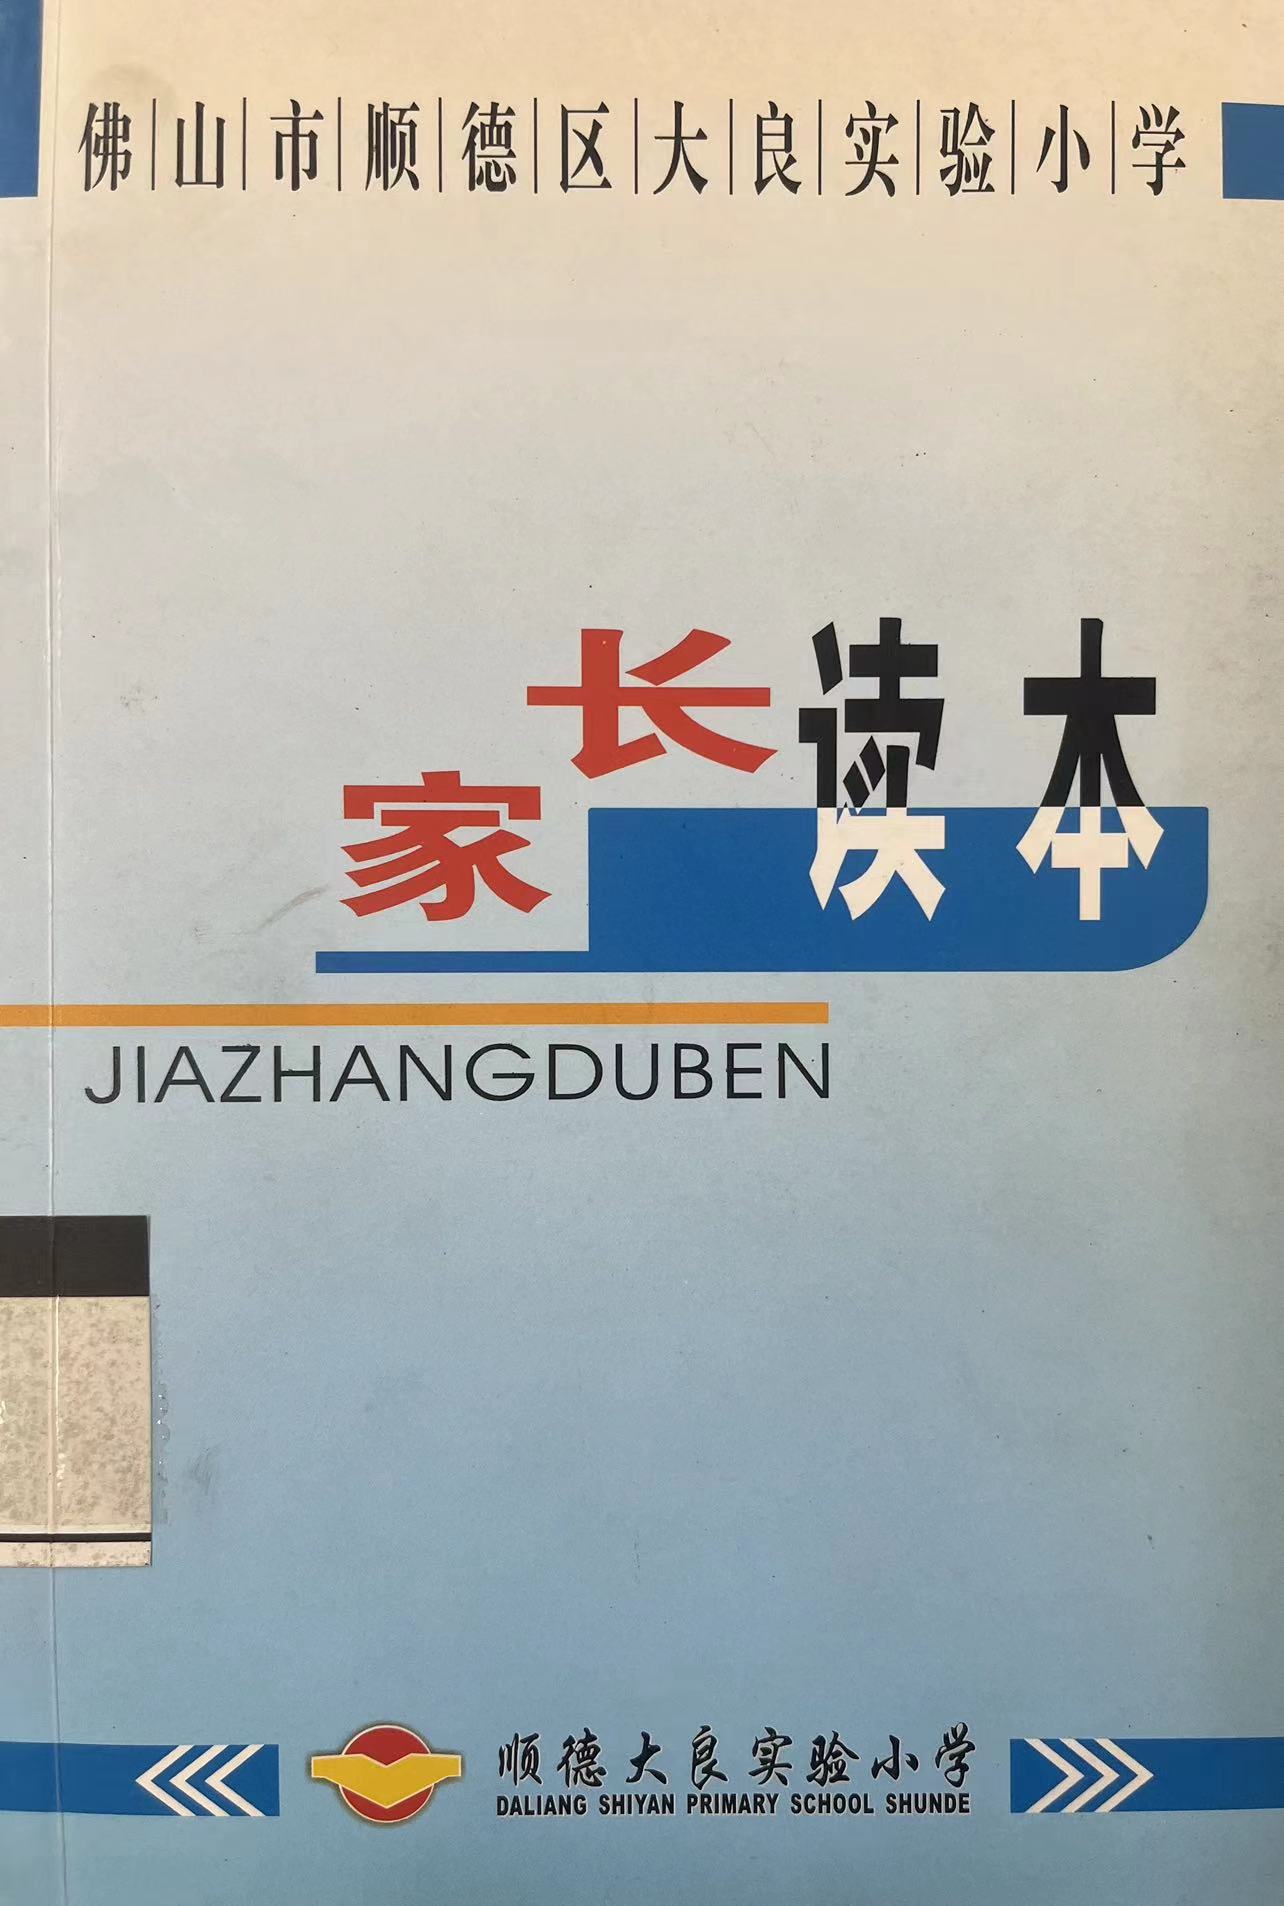 佛山市顺德区大良实验小学
家长读本
JIAZHANGDUBEN
顺德大良实验小学
DALIANG SHIYAN PRIMARY SCHOOL SHUNDE